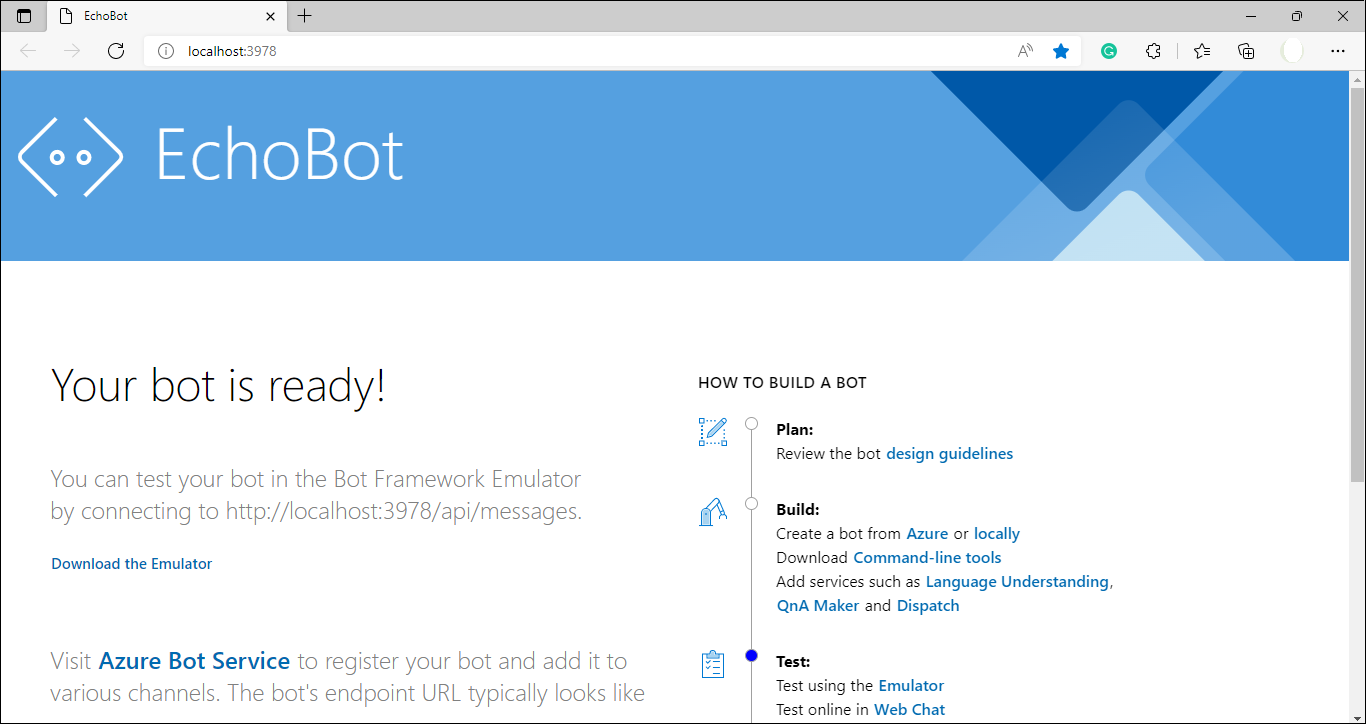 EchoBot
localhost:3978
EchoBot
Your bot is ready!
You can test your bot in the Bot Framework Emulator
by connecting to http://localhost:3978/api/messages.
Download the Emulator
Visit Azure Bot Service to register your bot and add it to
various channels. The bot's endpoint URL typically looks like
HOW TO BUILD A BOT
Plan:
Review the bot design guidelines
Build:
Create a bot from Azure or locally
Download Command-line tools
Add services such as Language Understanding,
QnA Maker and Dispatch
Test:
Test using the Emulator
Test online in Web Chat